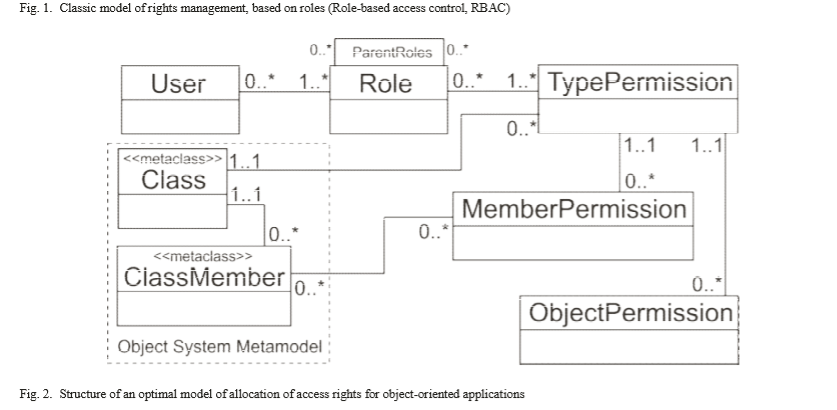 Fig. 1. Classic model of rights management, based on roles (Role-based access control, RBAC)
0..* ParentRoles 0..*
User 0..* 1..* Role 0..* 1..* TypePermission
0..*
<<metaclass>> 1..1
Class
1..1
1..1 1..1
0..*
MemberPermission
0..*
0..*
<<metaclass>>
ClassMember
0..*
0..*
ObjectPermission
Object System Metamodel
Fig. 2. Structure of an optimal model of allocation of access rights for object-oriented applications